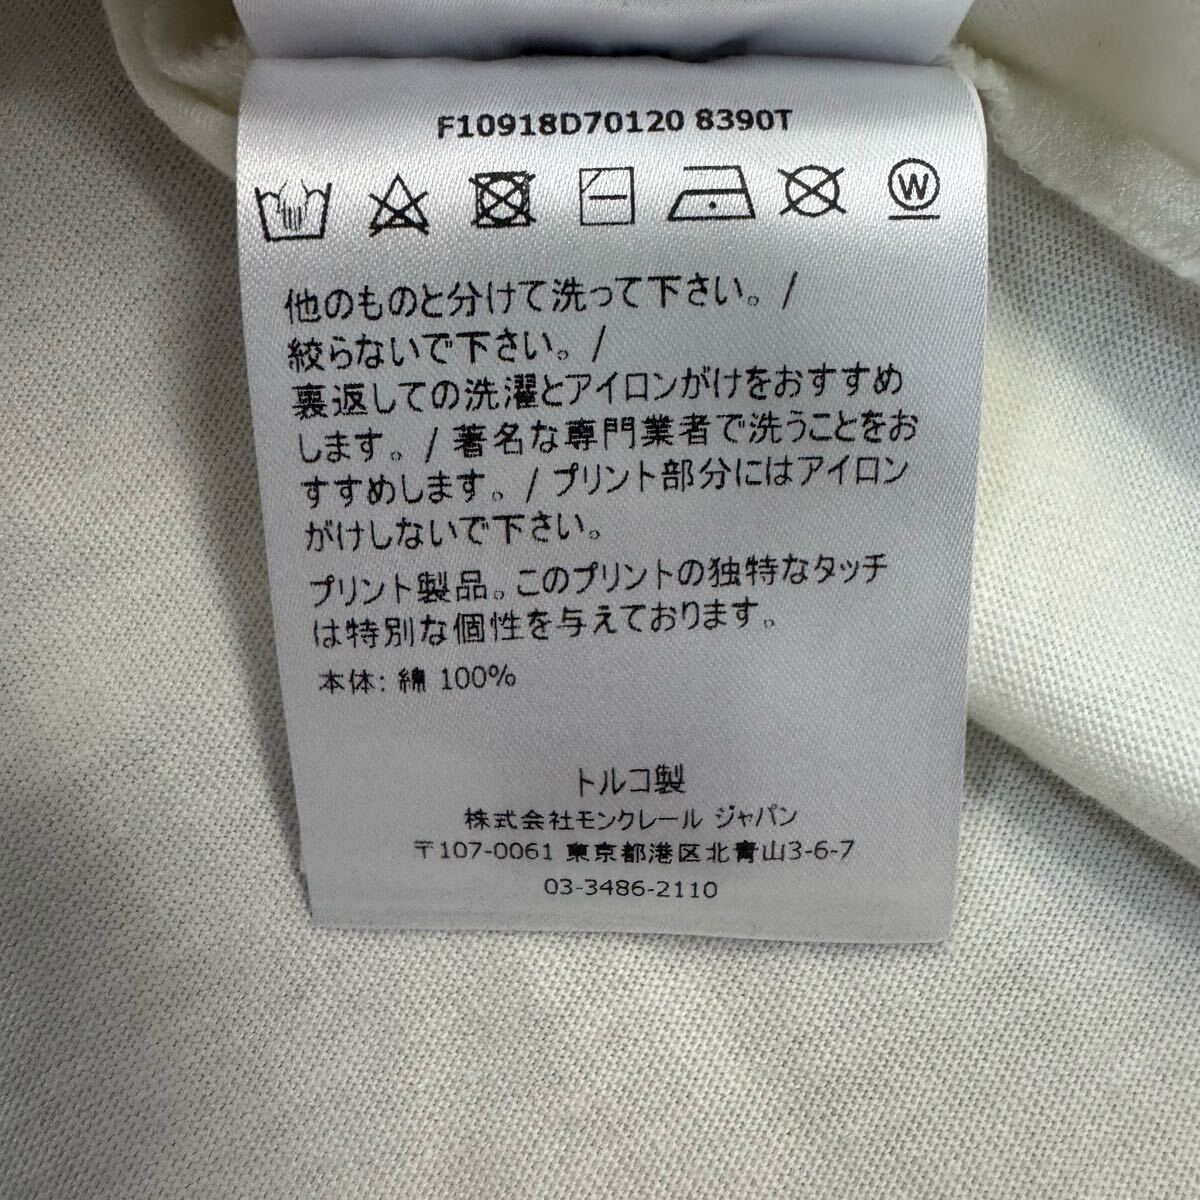 F10918D70120 8390T
W
他のものと分けて洗って下さい。/
絞らないで下さい。/
裏返しての洗濯とアイロンがけをおすすめ
します。/ 著名な専門業者で洗うことをお
すすめします。/ プリント部分にはアイロン
がけしないで下さい。
プリント製品。このプリントの独特なタッチ
は特別な個性を与えております。
本体: 綿 100%
トルコ製
株式会社モンクレール ジャパン
〒107-0061 東京都港区北青山3-6-7
03-3486-2110